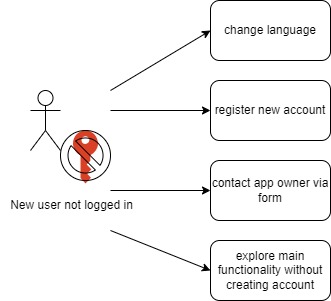 change language
register new account
contact app owner via
form
New user not logged in
explore main
functionality without
creating account